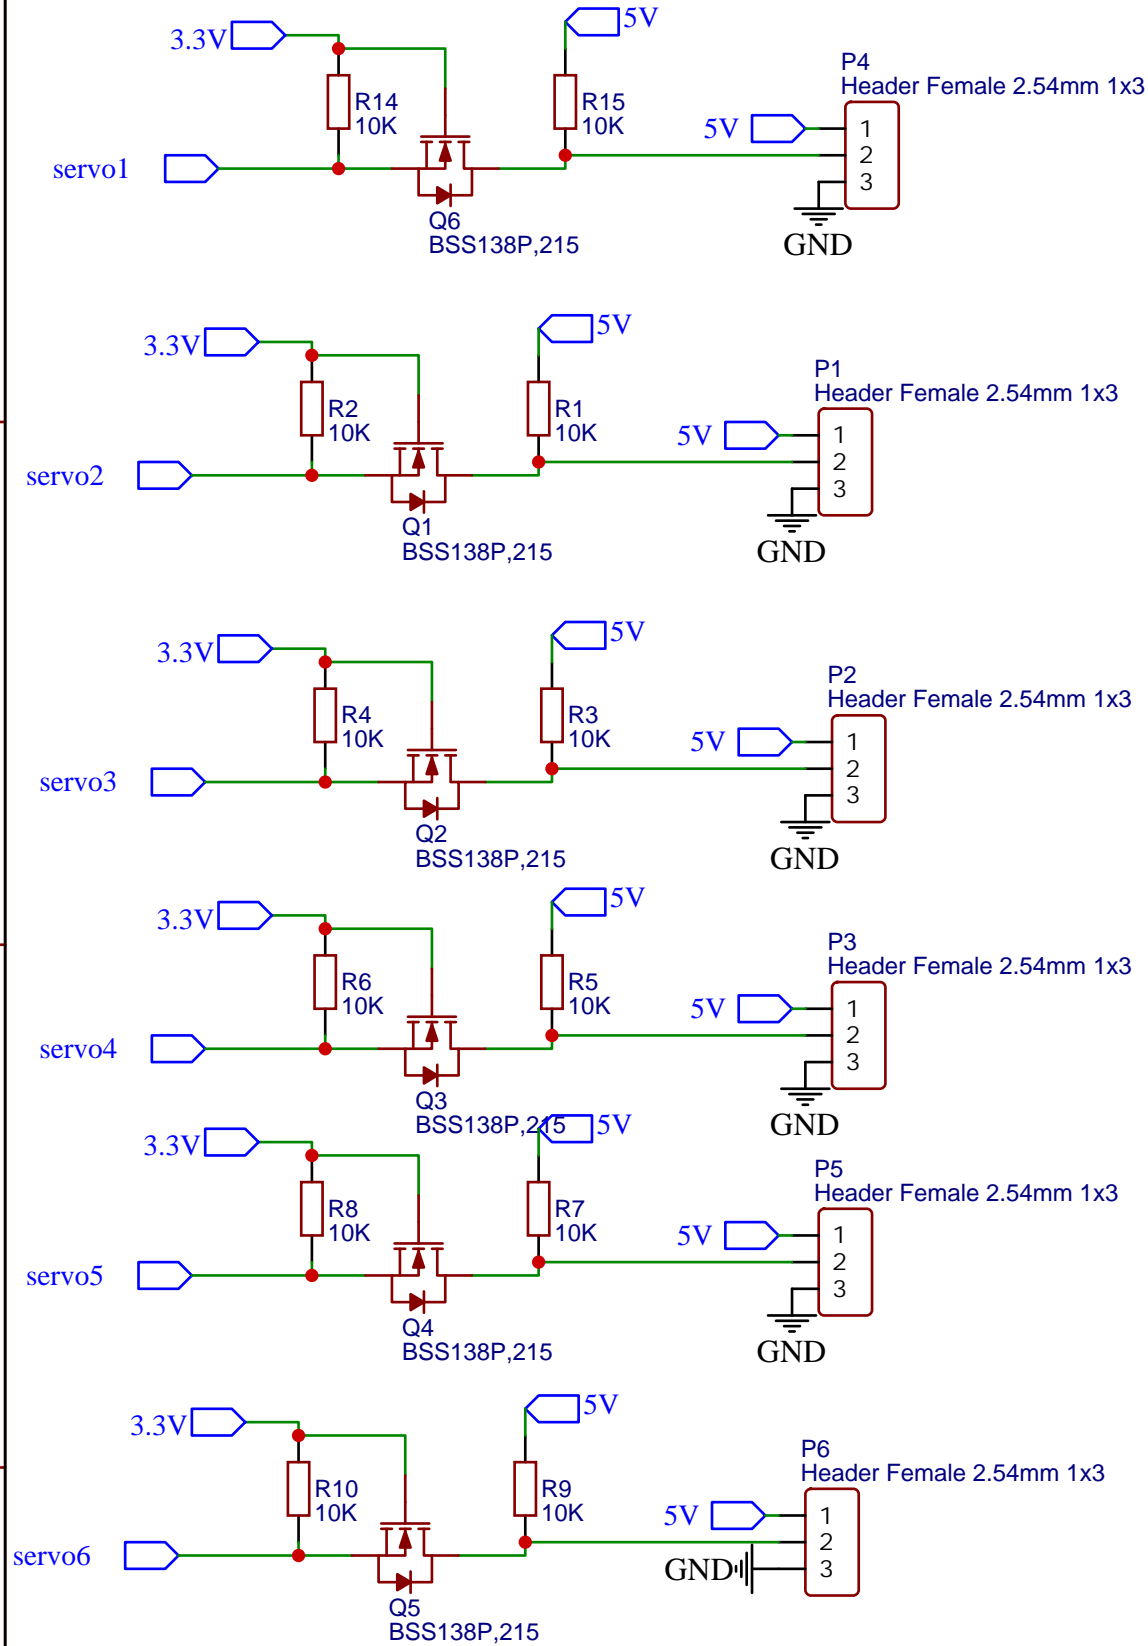 3.3V
5V
R14
10K
R15
10K
P4
Header Female 2.54mm 1x3
5V
1
2
3
servo1
Q6
BSS138P,215
GND
3.3V
5V
R2
10K
R1
10K
P1
Header Female 2.54mm 1x3
5V
1
2
3
servo2
Q1
BSS138P,215
GND
3.3V
5V
R4
10K
R3
10K
P2
Header Female 2.54mm 1x3
5V
1
2
3
servo3
Q2
BSS138P,215
GND
3.3V
5V
R6
10K
R5
10K
P3
Header Female 2.54mm 1x3
5V
1
2
3
servo4
Q3
BSS138P,215
GND
3.3V
5V
R8
10K
R7
10K
P5
Header Female 2.54mm 1x3
5V
1
2
3
servo5
Q4
BSS138P,215
GND
3.3V
5V
R10
10K
R9
10K
P6
Header Female 2.54mm 1x3
5V
1
2
3
servo6
GND
Q5
BSS138P,215